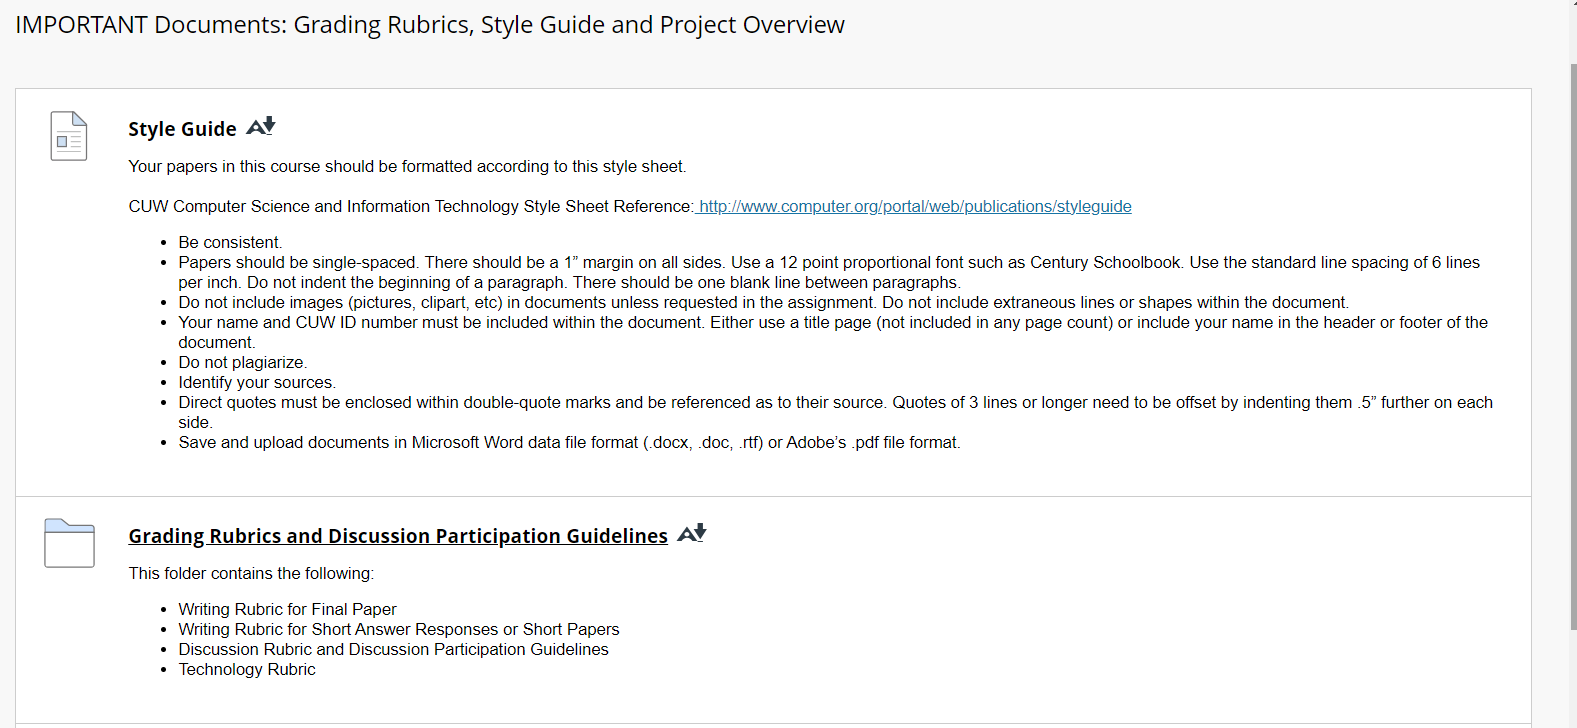 IMPORTANT Documents: Grading Rubrics, Style Guide and Project Overview
Style Guide
Your papers in this course should be formatted according to this style sheet.
CUW Computer Science and Information Technology Style Sheet Reference: http://www.computer.org/portal/web/publications/styleguide
• Be consistent.
• Papers should be single-spaced. There should be a 1” margin on all sides. Use a 12 point proportional font such as Century Schoolbook. Use the standard line spacing of 6 lines
per inch. Do not indent the beginning of a paragraph. There should be one blank line between paragraphs.
• Do not include images (pictures, clipart, etc) in documents unless requested in the assignment. Do not include extraneous lines or shapes within the document.
• Your name and CUW ID number must be included within the document. Either use a title page (not included in any page count) or include your name in the header or footer of the
document.
• Do not plagiarize.
• Identify your sources.
• Direct quotes must be enclosed within double-quote marks and be referenced as to their source. Quotes of 3 lines or longer need to be offset by indenting them .5” further on each
side.
• Save and upload documents in Microsoft Word data file format (.docx, .doc, .rtf) or Adobe’s .pdf file format.
Grading Rubrics and Discussion Participation Guidelines
This folder contains the following:
• Writing Rubric for Final Paper
• Writing Rubric for Short Answer Responses or Short Papers
• Discussion Rubric and Discussion Participation Guidelines
• Technology Rubric